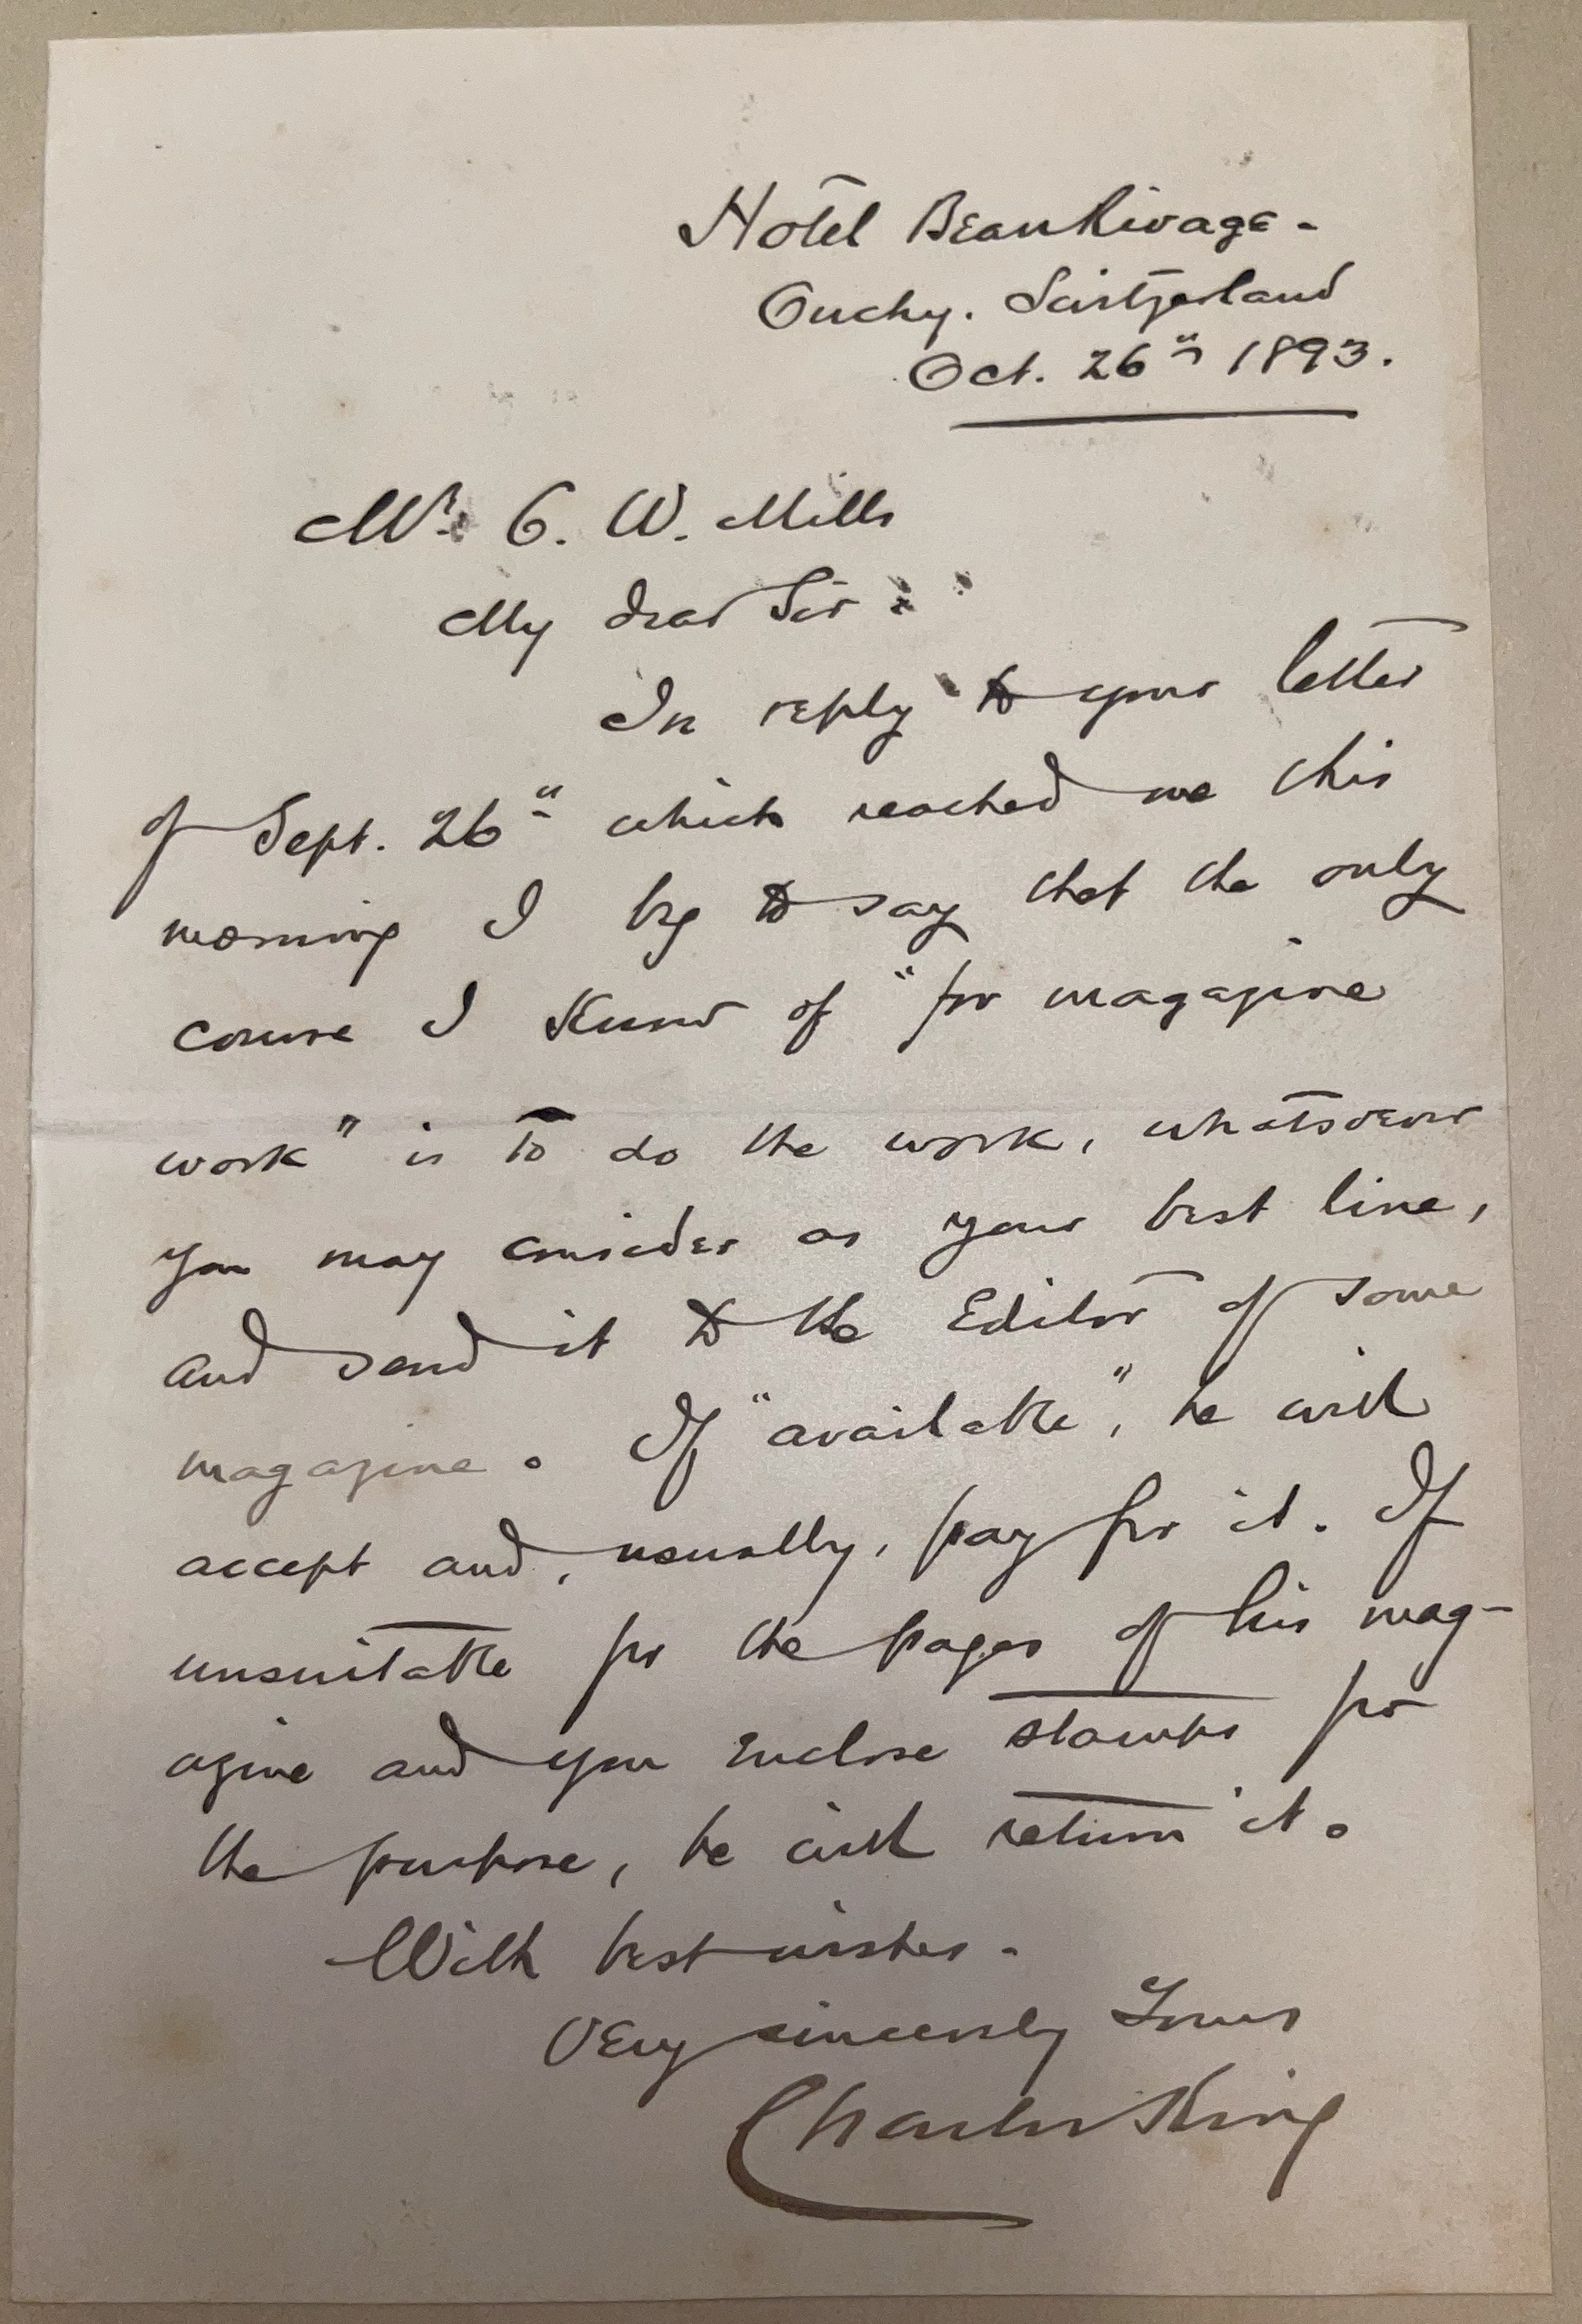 Hotel Beau Rivage -
Ouchy. Switzerland
Oct. 26th 1893.
Mr. C. W. Mills
My dear Sir:
In reply to your letter
of Sept. 26" which reached me this
morning I beg to say that the only
course I know of "for magazine
work" is to do the work, whatsoever
you may consider as your best line,
and send it to the Editor of some
magazine. If "available", he will
accept and, usually, pay for it. If
unsuitable for the pages of his mag-
azine and you enclose stamps for
the purpose, he will return it.
With best wishes -
Very sincerely Yours
Charles King